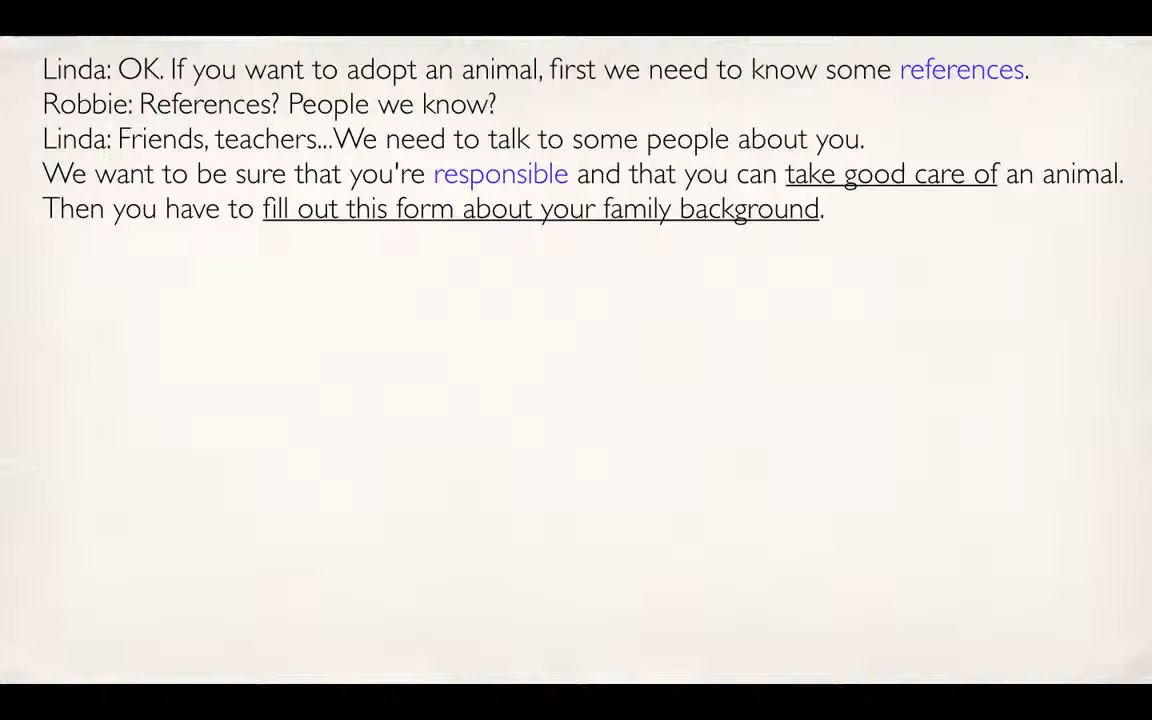 Linda: OK. If you want to adopt an animal, first we need to know some references.
Robbie: References? People we know?
Linda: Friends, teachers...We need to talk to some people about you.
We want to be sure that you're responsible and that you can take good care of an animal.
Then you have to fill out this form about your family background.